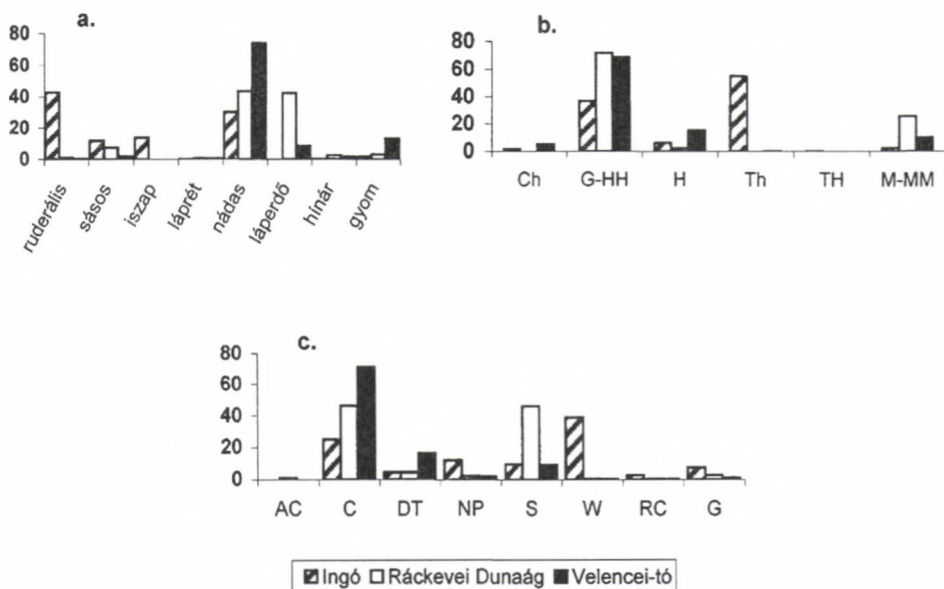 a.
80
60
40
20
0
ruderális
sásos
iszap
láprét
nádas
láperdő
hínár
gyom
b.
80
60
40
20
0
Ch G-HH H Th TH M-MM
c.
80
60
40
20
0
AC C DT NP S W RC G
Ingó Ráckevei Dunaág Velencei-tó